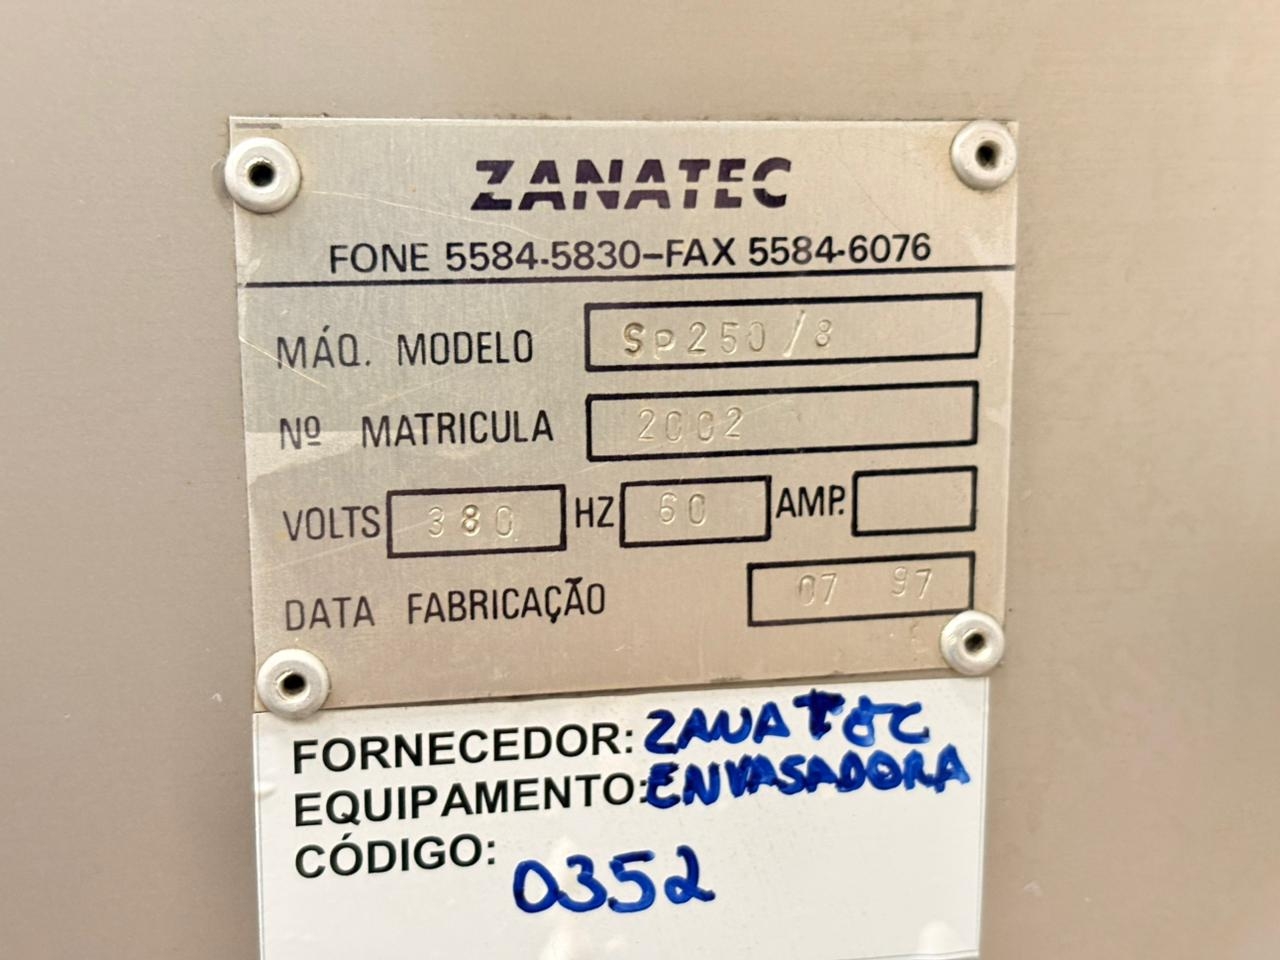 ZANATEC
FONE 5584-5830-FAX 5584-6076
MÁQ. MODELO SP250/8
Nº MATRICULA 2002
VOLTS 380 HZ 60 AMP.
DATA FABRICAÇÃO 07 97
FORNECEDOR: ZANATEC
EQUIPAMENTO: ENVASADORA
CÓDIGO: 0352